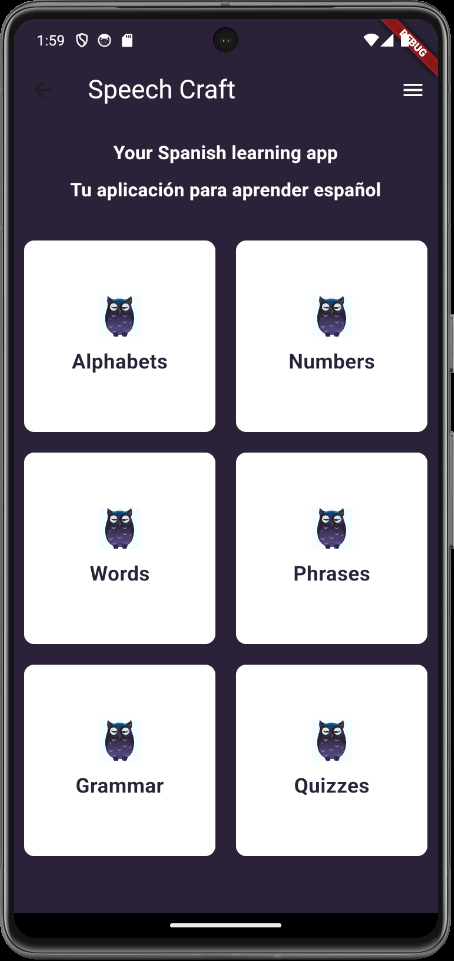 1:59
DEBUG
Speech Craft
Your Spanish learning app
Tu aplicación para aprender español
Alphabets
Numbers
Words
Phrases
Grammar
Quizzes